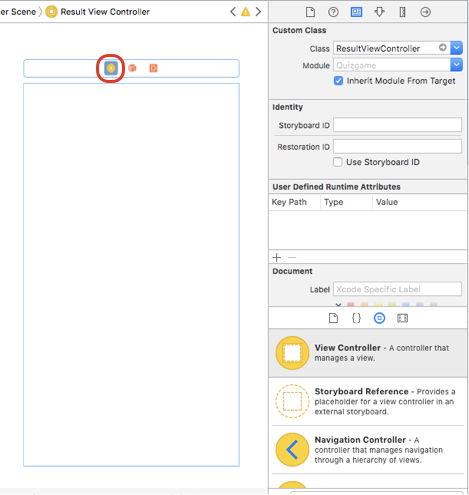 er Scene
Result View Controller
Custom Class
Class ResultViewController
Module Quizgame
Inherit Module From Target
Identity
Storyboard ID
Restoration ID
Use Storyboard ID
User Defined Runtime Attributes
Key Path Type Value
Document
Label Xcode Specific Label
View Controller - A controller that
manages a view.
Storyboard Reference - Provides a
placeholder for a view controller in an
external storyboard.
Navigation Controller - A
controller that manages navigation
through a hierarchy of views.